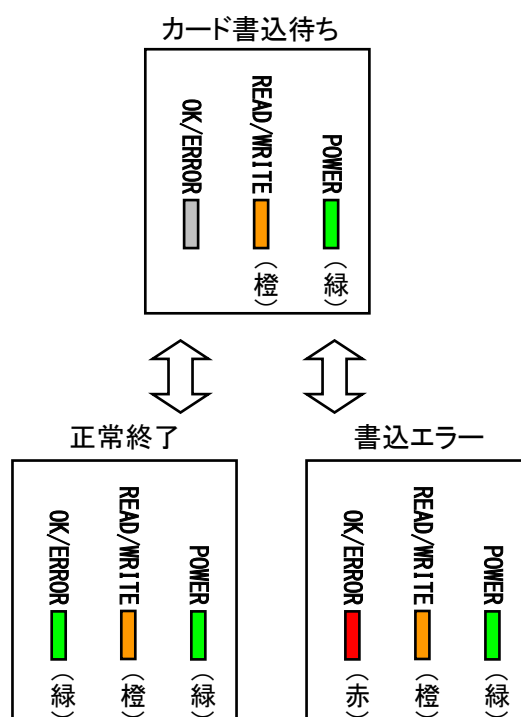 カード書込待ち
POWER
(緑)
READ/WRITE
(橙)
OK/ERROR
正常終了
POWER
(緑)
READ/WRITE
(橙)
OK/ERROR
(緑)
書込エラー
POWER
(緑)
READ/WRITE
(橙)
OK/ERROR
(赤)